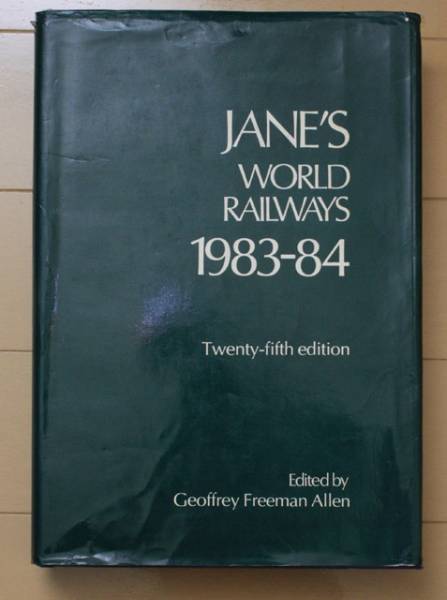 JANE'S
WORLD
RAILWAYS
1983-84
Twenty-fifth edition
Edited by
Geoffrey Freeman Allen